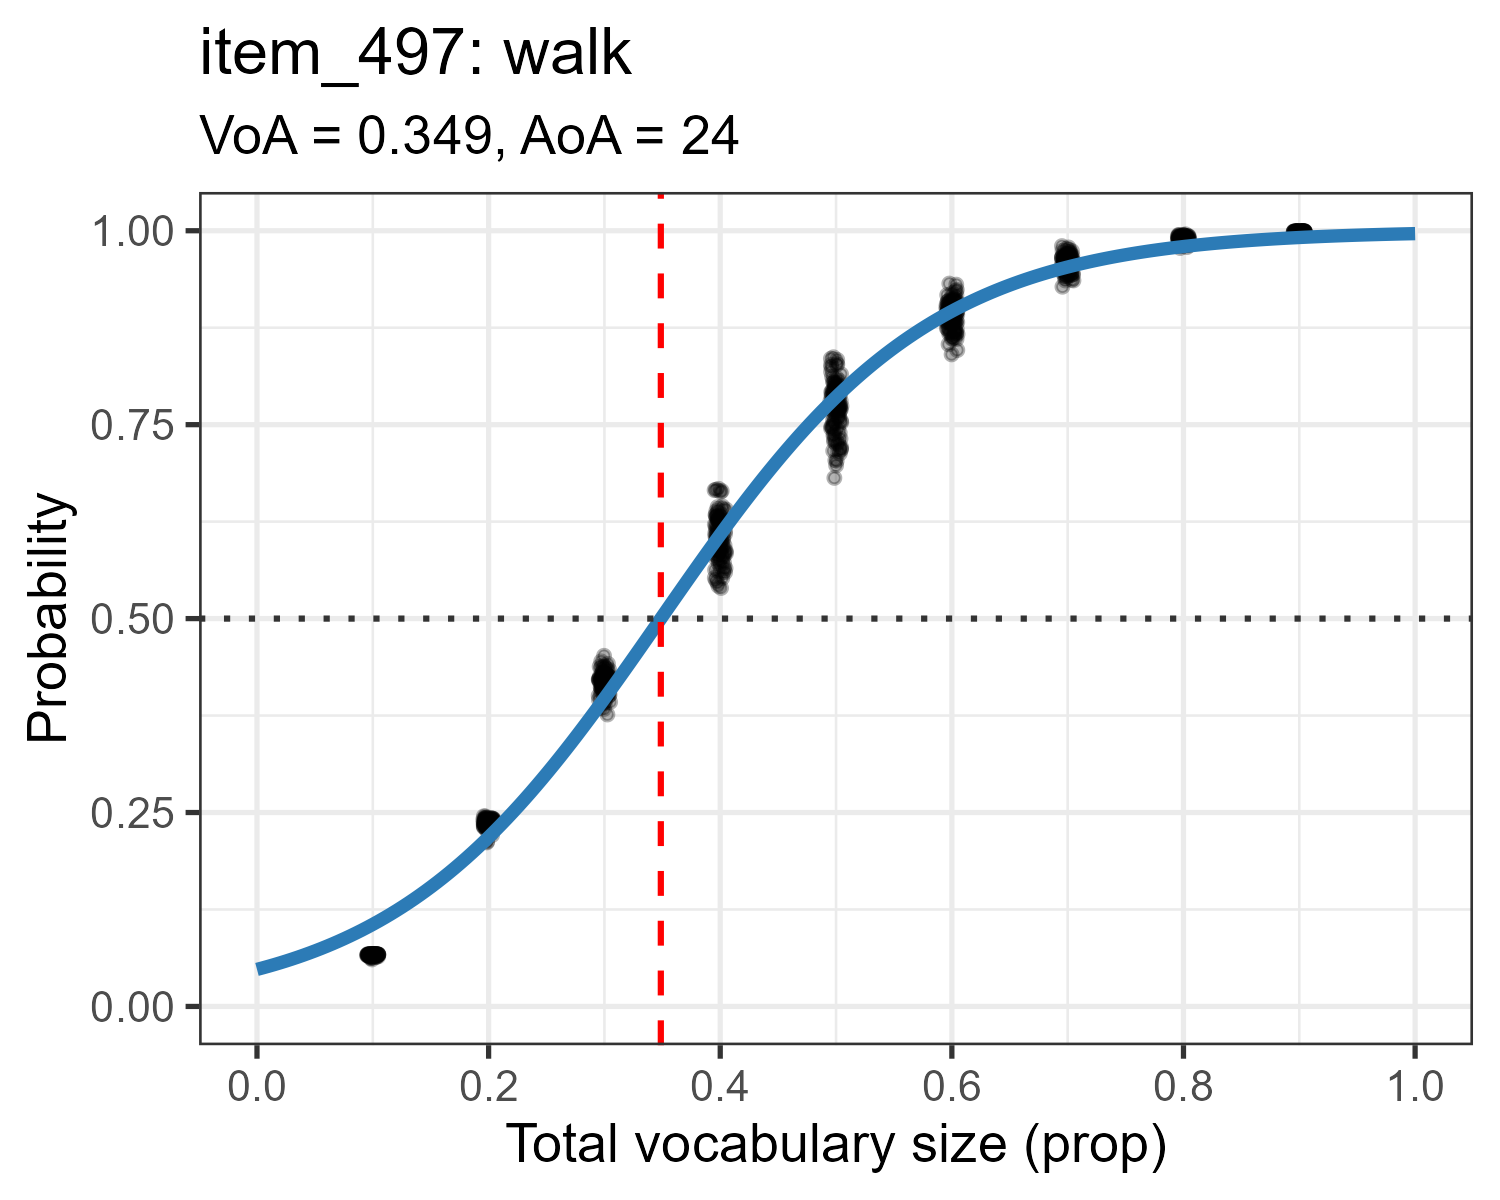 item_497: walk
VoA = 0.349, AoA = 24
Probability
1.00
0.75
0.50
0.25
0.00
0.0 0.2 0.4 0.6 0.8 1.0
Total vocabulary size (prop)